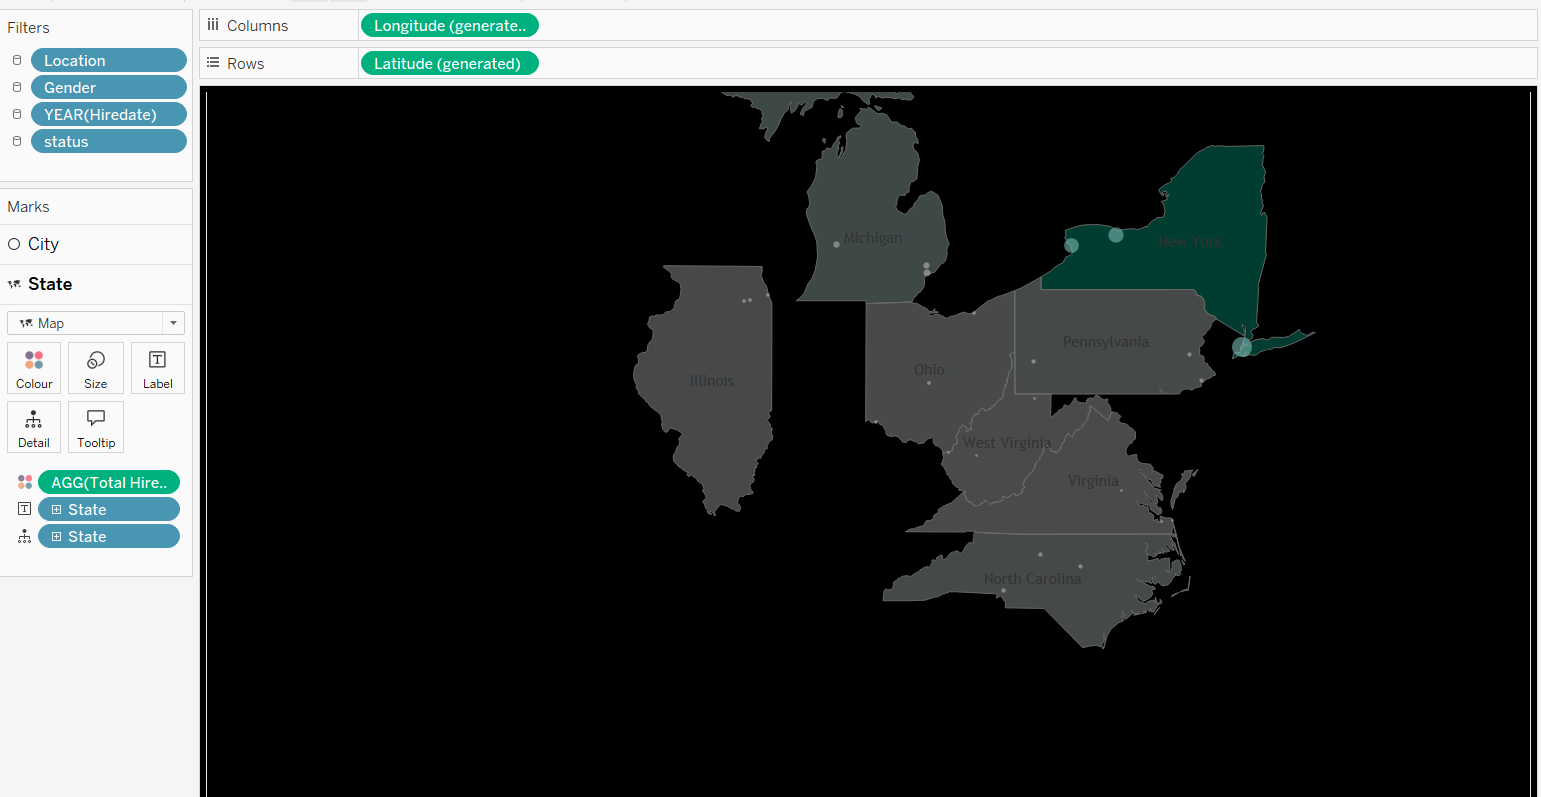 Filters
Location
Gender
YEAR(Hiredate)
status
Marks
City
State
Map
Colour
Size
Label
Detail
Tooltip
AGG(Total Hire..
State
State
Columns
Longitude (generate..
Rows
Latitude (generated)
Michigan
New York
Pennsylvania
Ohio
Illinois
West Virginia
Virginia
North Carolina